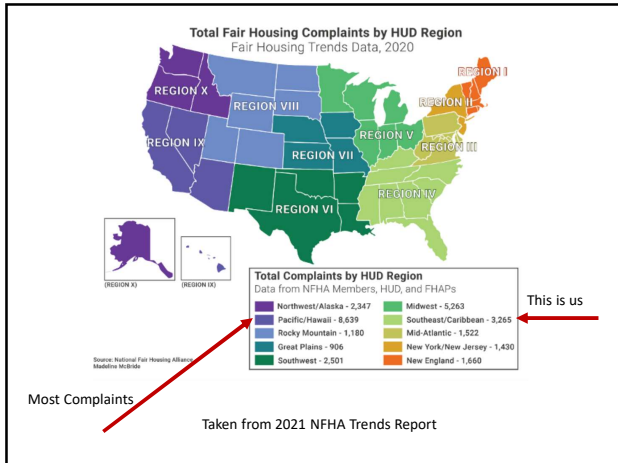 Total Fair Housing Complaints by HUD Region
Fair Housing Trends Data, 2020
REGION I
REGION X
REGION VIII
REGION II
REGION IX
REGION V
REGION VII
REGION III
REGION IV
REGION VI
(REGION X)
(REGION IX)
Total Complaints by HUD Region
Data from NFHA Members, HUD, and FHAPs
Northwest/Alaska - 2,347
Pacific/Hawaii - 8,639
Rocky Mountain - 1,180
Great Plains - 906
Southwest - 2,501
Midwest - 5,263
Southeast/Caribbean - 3,265
Mid-Atlantic - 1,522
New York/New Jersey - 1,430
New England - 1,660
This is us
Source: National Fair Housing Alliance
Madeline McBride
Most Complaints
Taken from 2021 NFHA Trends Report